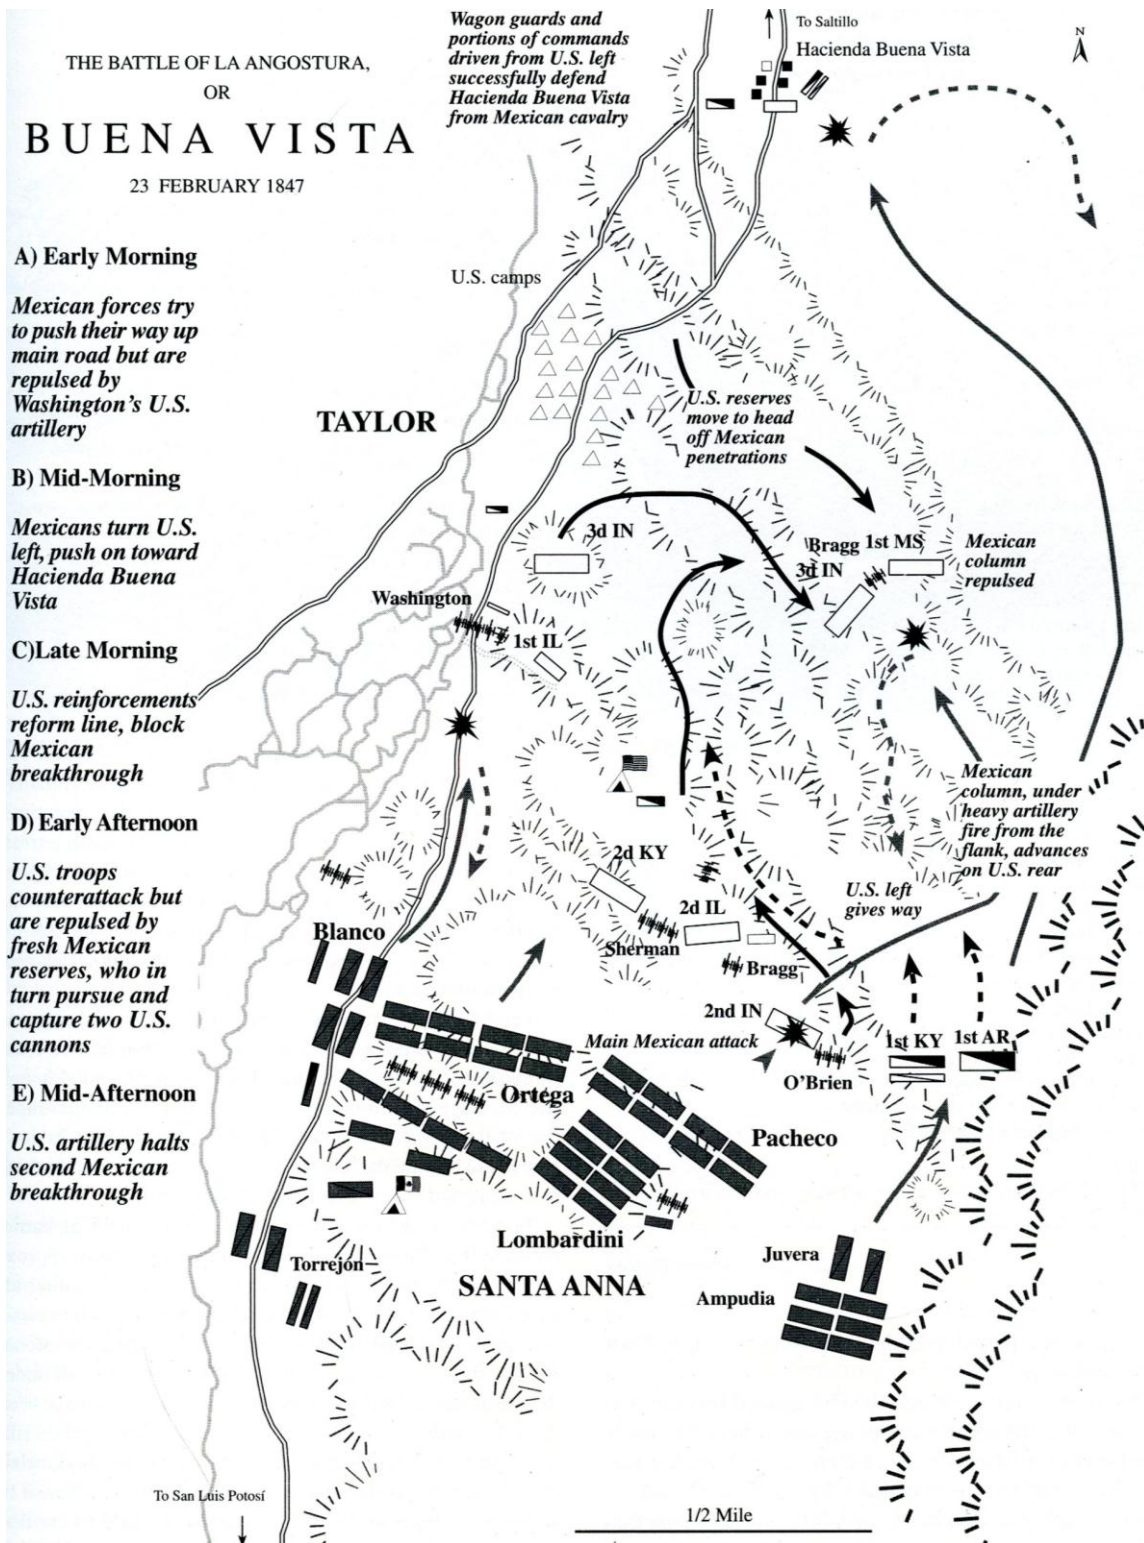 THE BATTLE OF LA ANGOSTURA,
OR
BUENA VISTA
23 FEBRUARY 1847
A) Early Morning
Mexican forces try
to push their way up
main road but are
repulsed by
Washington's U.S.
artillery
B) Mid-Morning
Mexicans turn U.S.
left, push on toward
Hacienda Buena
Vista
C)Late Morning
U.S. reinforcements
reform line, block
Mexican
breakthrough
D) Early Afternoon
U.S. troops
counterattack but
are repulsed by
fresh Mexican
reserves, who in
turn pursue and
capture two U.S.
cannons
E) Mid-Afternoon
U.S. artillery halts
second Mexican
breakthrough
Wagon guards and
portions of commands
driven from U.S. left
successfully defend
Hacienda Buena Vista
from Mexican cavalry
To Saltillo
Hacienda Buena Vista
N
U.S. camps
TAYLOR
U.S. reserves
move to head
off Mexican
penetrations
3d IN
Bragg
1st MS
3d IN
Mexican
column
repulsed
Washington
1st IL
Mexican
column, under
heavy artillery
fire from the
flank, advances
on U.S. rear
2d KY
U.S. left
gives way
2d IL
Sherman
Bragg
Blanco
2nd IN
Main Mexican attack
1st KY
1st AR
O'Brien
Ortega
Pacheco
Lombardini
Torrejón
SANTA ANNA
Juvera
Ampudia
To San Luis Potosí
1/2 Mile